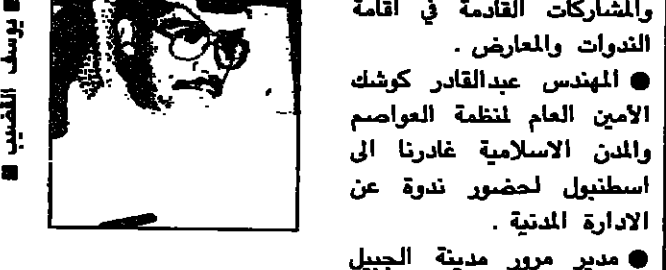 والمشاركات القادمة في اقامة
الندوات والمعارض .
● المهندس عبدالقادر كوشك
الأمين العام لمنظمة العواصم
والمدن الاسلامية غادرنا الى
اسطنبول لحضور ندوة عن
الادارة المدنية .
● مدير مرور مدينة الجبيل
■ يوسف القضيب ■